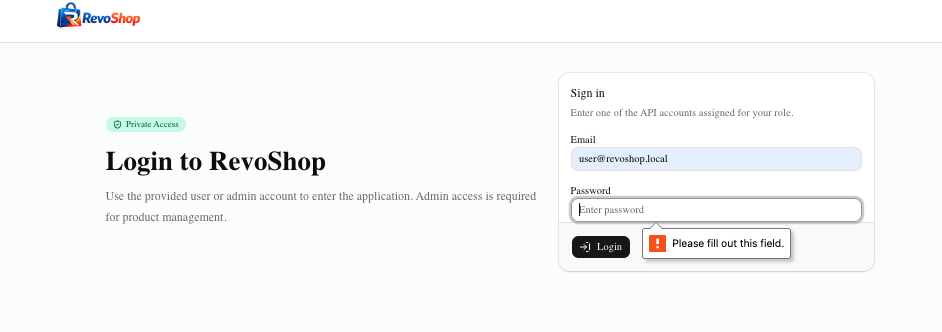 RevoShop
Private Access
Login to RevoShop
Use the provided user or admin account to enter the application. Admin access is required
for product management.
Sign in
Enter one of the API accounts assigned for your role.
Email
user@revoshop.local
Password
Enter password
Please fill out this field.
Login